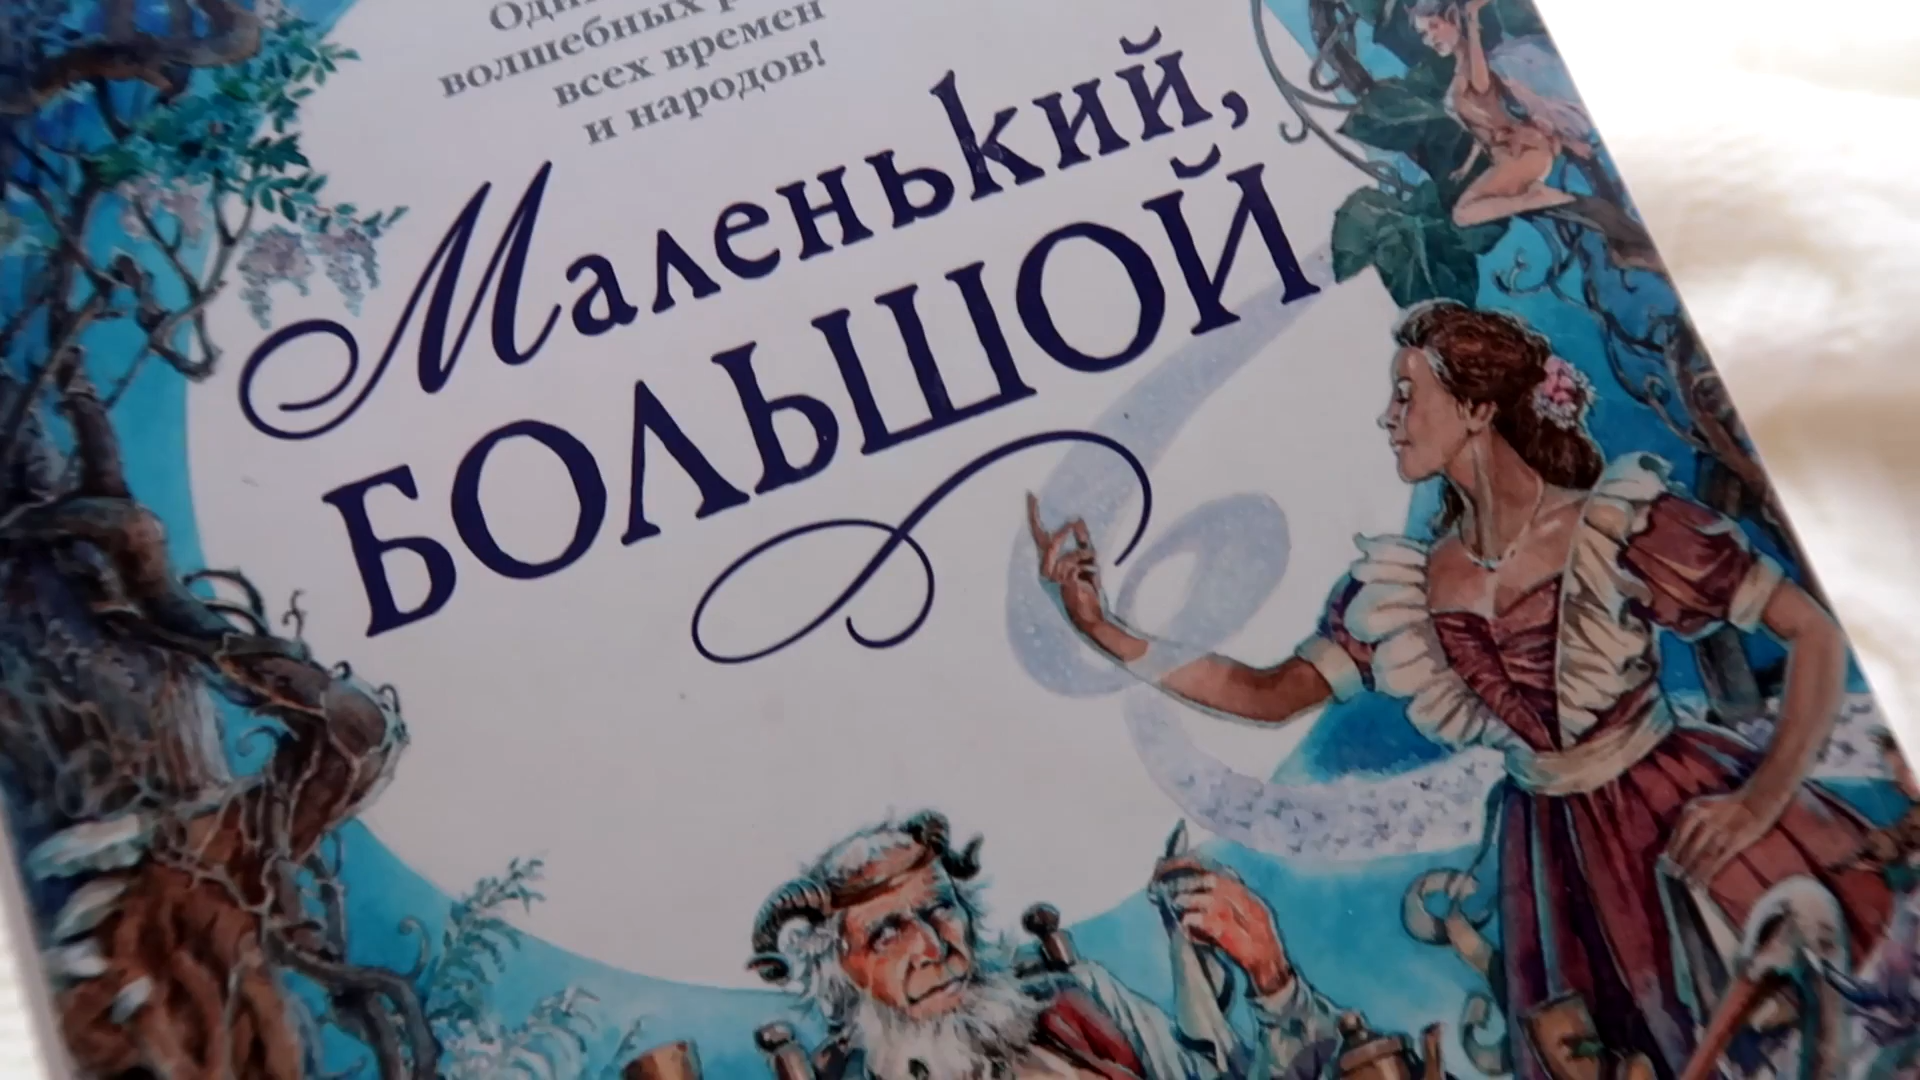 волшебных
всех времен
и народов!
Маленький,
БОЛЬШОЙ